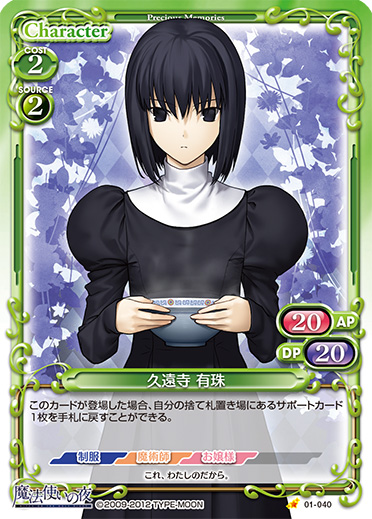 Precious Memories
Character
COST
2
SOURCE
2
20 AP
DP 20
久遠寺 有珠
このカードが登場した場合、自分の捨て札置き場にあるサポートカード
1枚を手札に戻すことができる。
制服 魔術師 お嬢様
これ、わたしのだから。
魔法使いの夜
©2009-2012 TYPE-MOON
01-040